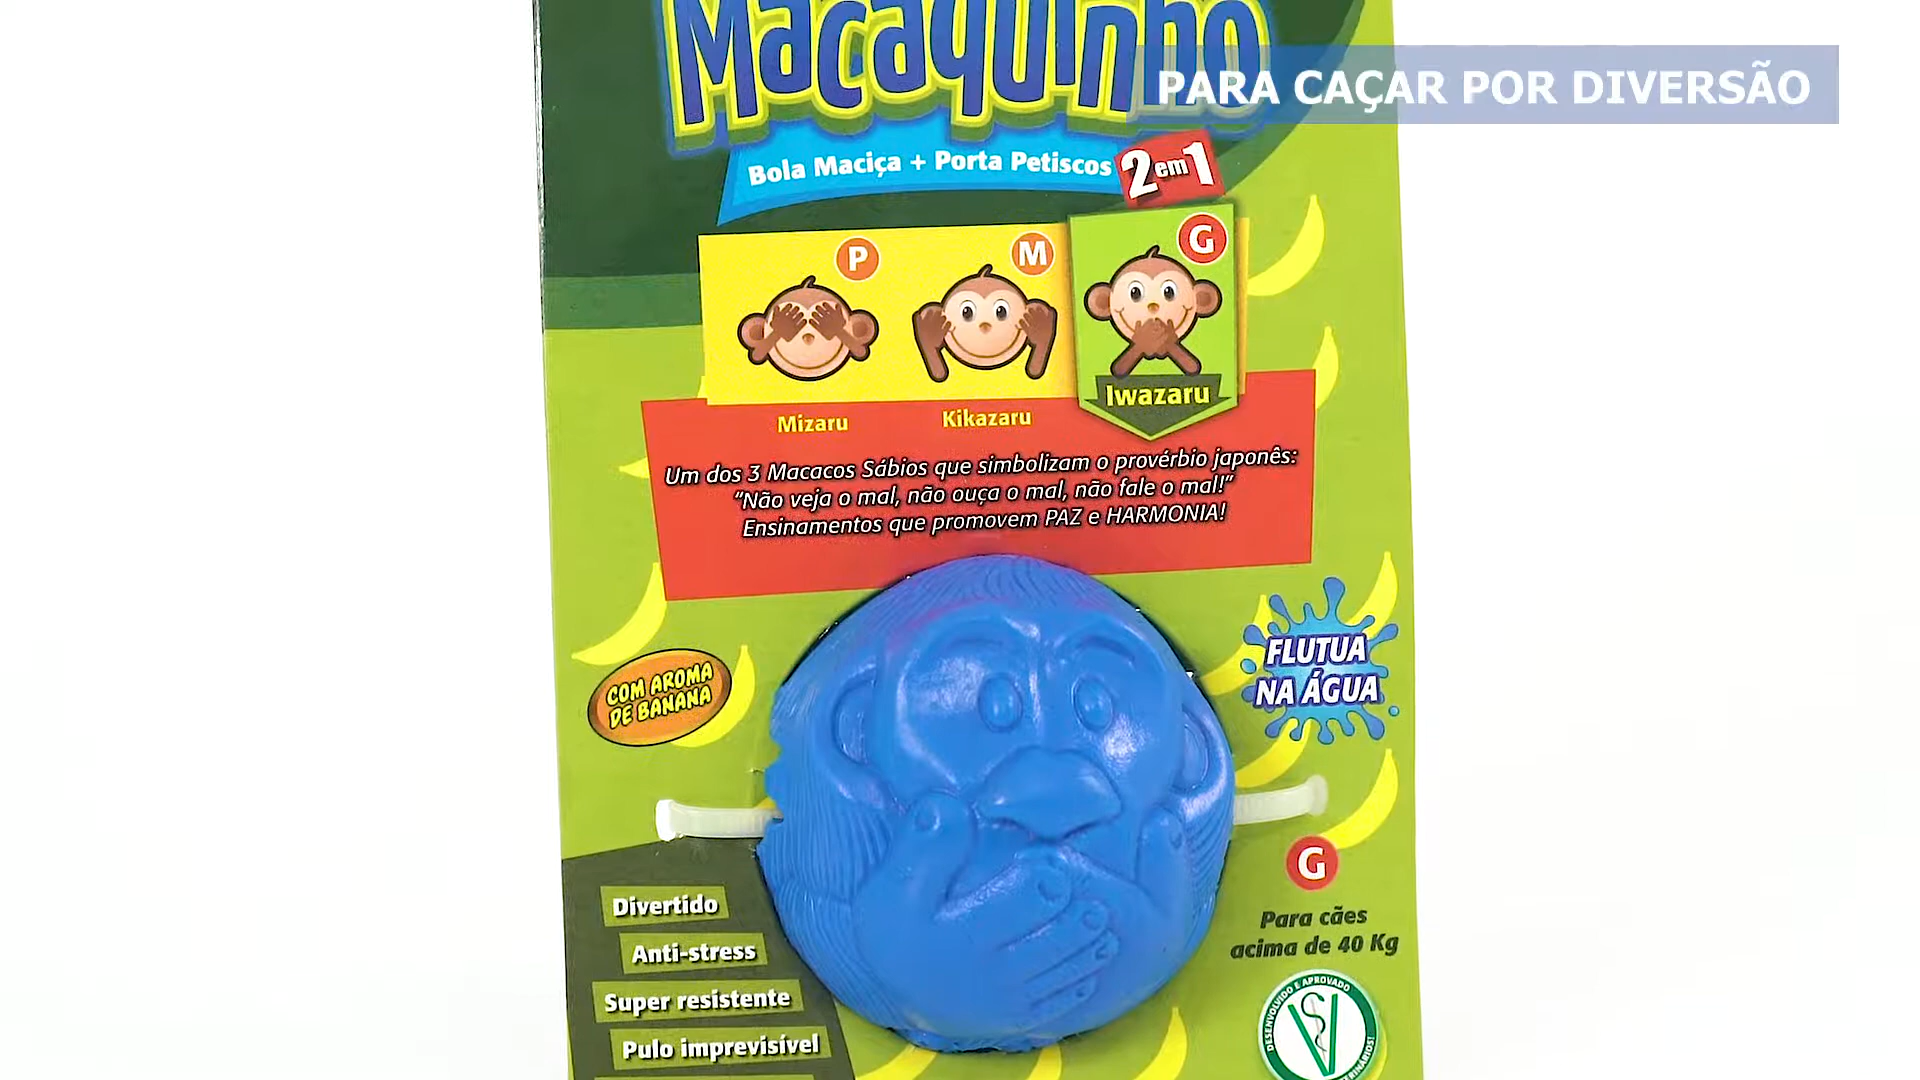 Macaquinho
PARA CAÇAR POR DIVERSÃO
Bola Maciça + Porta Petiscos
2 em 1
P
M
G
Mizaru
Kikazaru
Iwazaru
Um dos 3 Macacos Sábios que simbolizam o provérbio japonês:
“Não veja o mal, não ouça o mal, não fale o mal!”
Ensinamentos que promovem PAZ e HARMONIA!
COM AROMA
DE BANANA
FLUTUA
NA ÁGUA
G
Para cães
acima de 40 Kg
Divertido
Anti-stress
Super resistente
Pulo imprevisível
DESENVOLVIDO E APROVADO
V